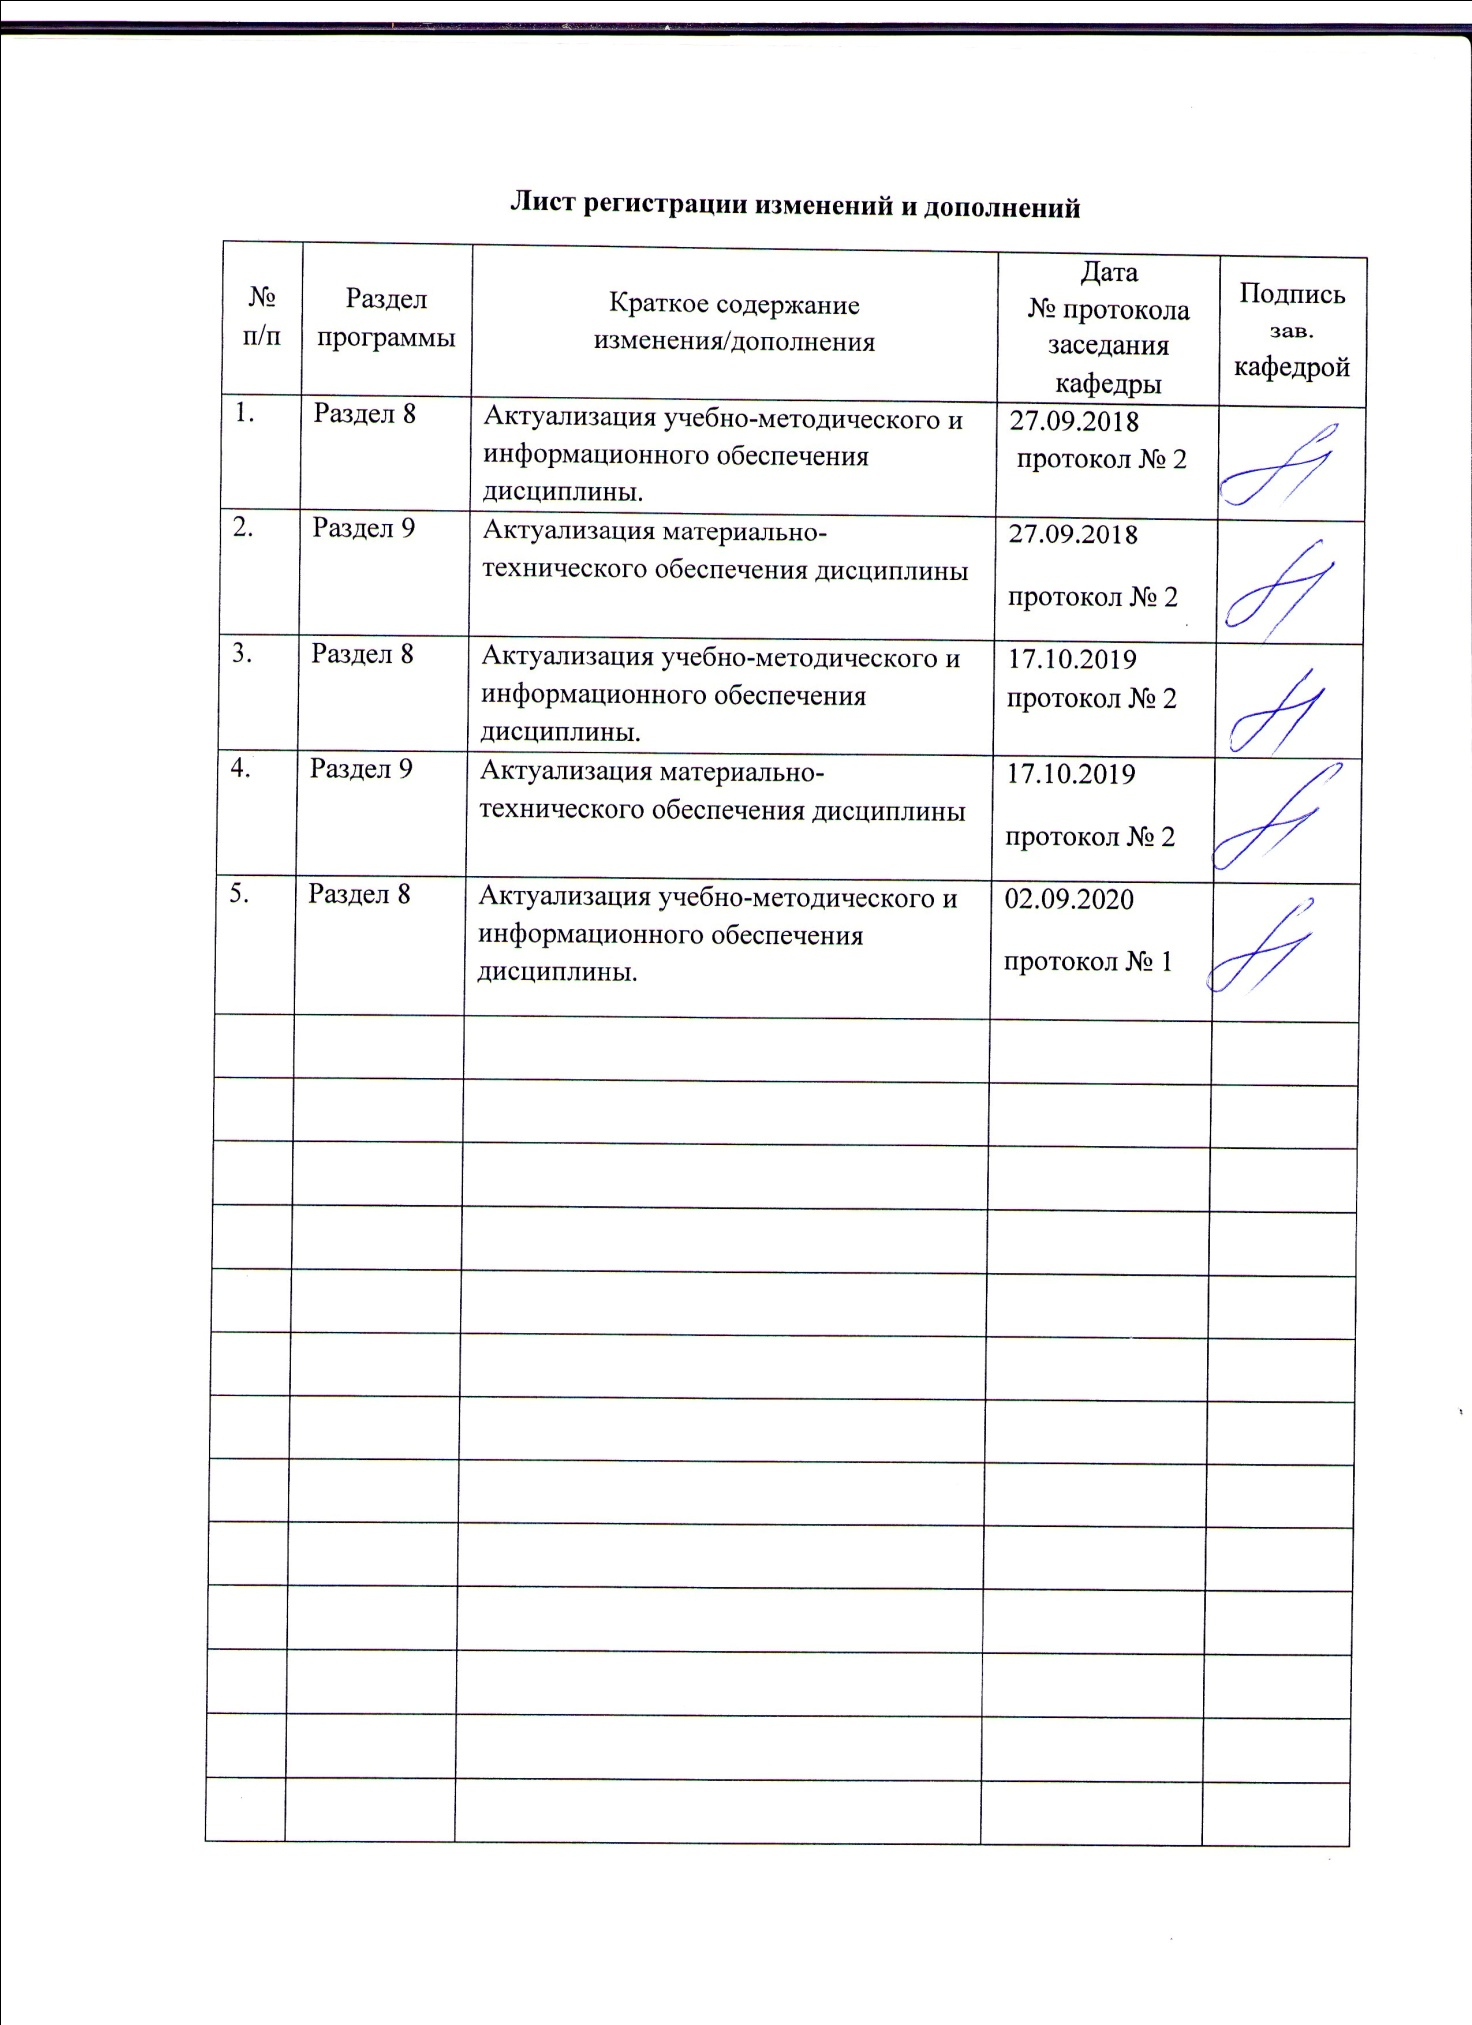 Лист регистрации изменений и дополнений
№
п/п
Раздел
программы
Краткое содержание
изменения/дополнения
Дата
№ протокола
заседания
кафедры
Подпись
зав.
кафедрой
1.
Раздел 8
Актуализация учебно-методического и
информационного обеспечения
дисциплины.
27.09.2018
протокол № 2
2.
Раздел 9
Актуализация материально-
технического обеспечения дисциплины
27.09.2018
протокол № 2
3.
Раздел 8
Актуализация учебно-методического и
информационного обеспечения
дисциплины.
17.10.2019
протокол № 2
4.
Раздел 9
Актуализация материально-
технического обеспечения дисциплины
17.10.2019
протокол № 2
5.
Раздел 8
Актуализация учебно-методического и
информационного обеспечения
дисциплины.
02.09.2020
протокол № 1